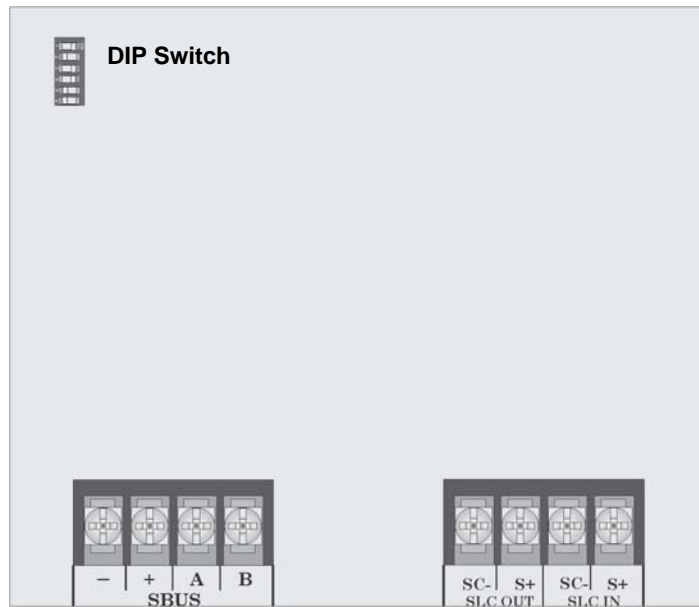 DIP Switch
− + A B
SBUS
SC- S+ SC- S+
SLC OUT SLC IN